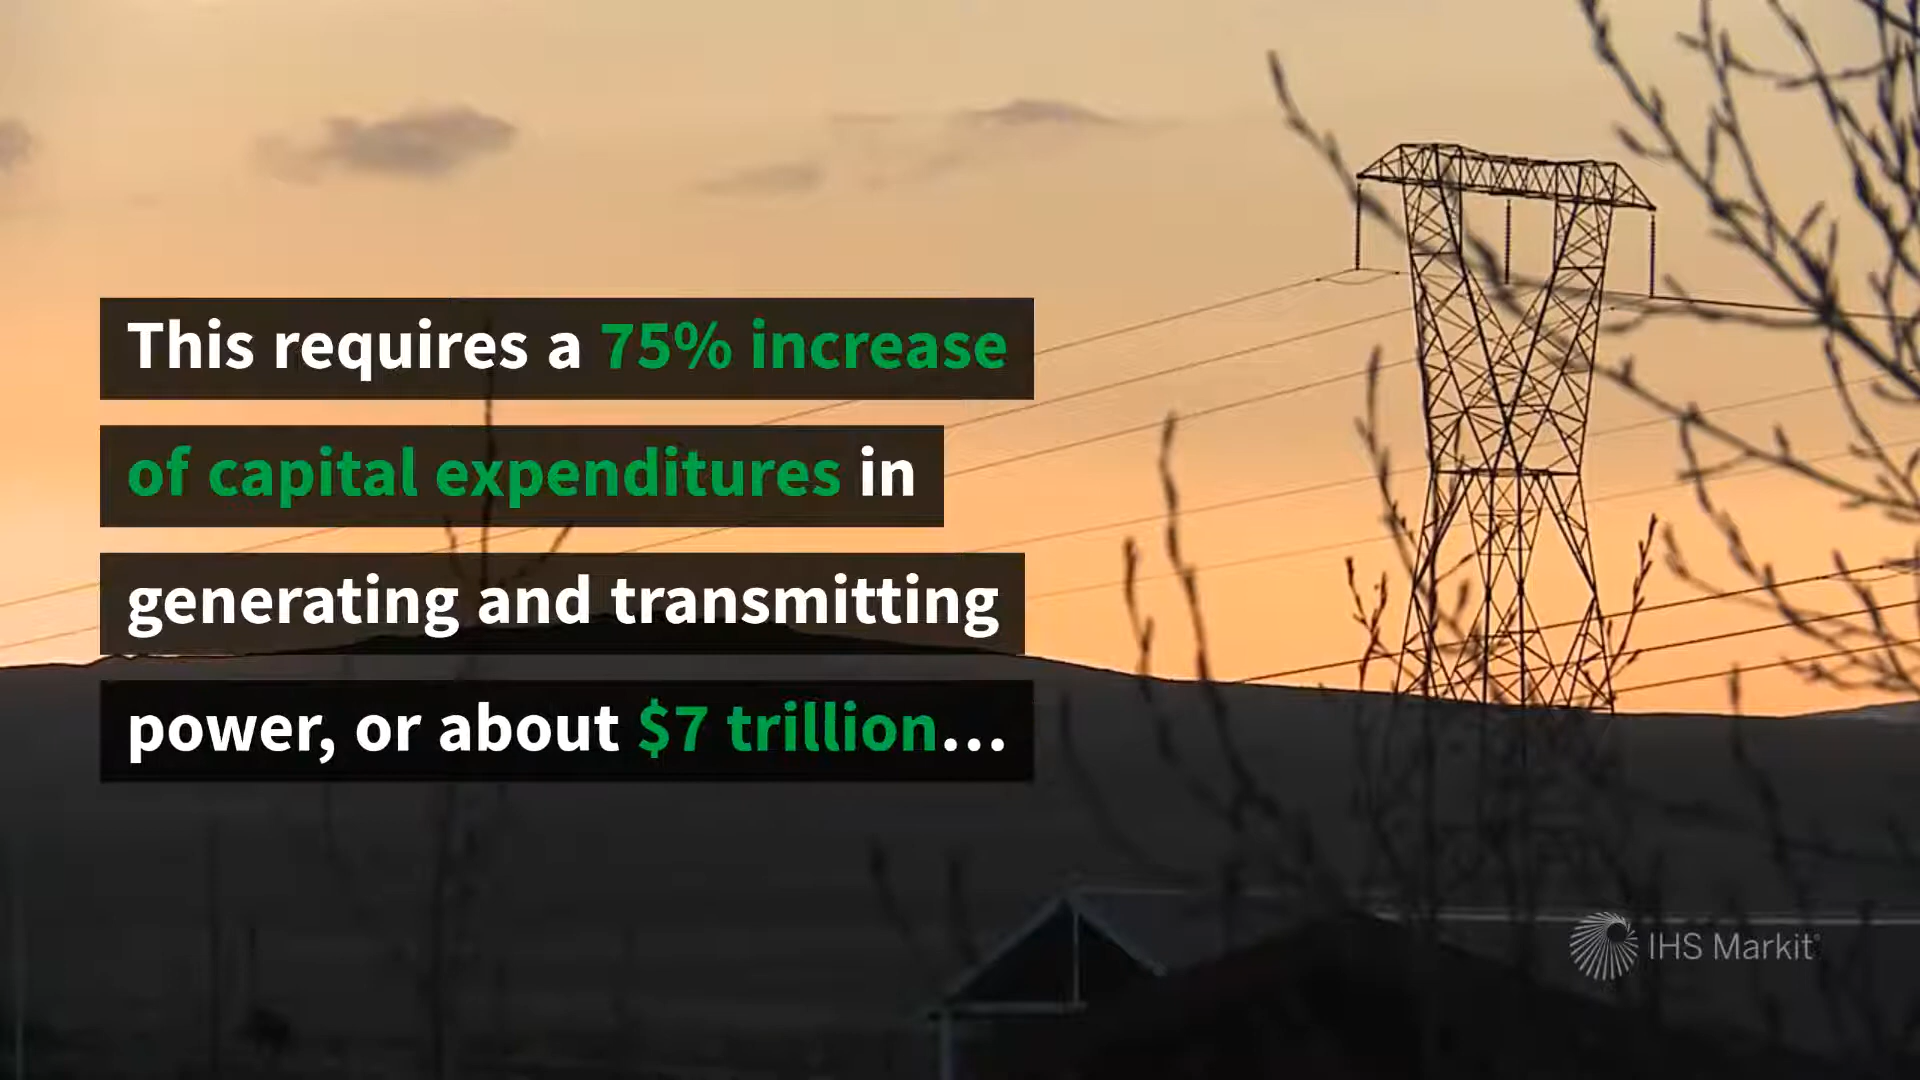 This requires a 75% increase
of capital expenditures in
generating and transmitting
power, or about $7 trillion...
IHS Markit